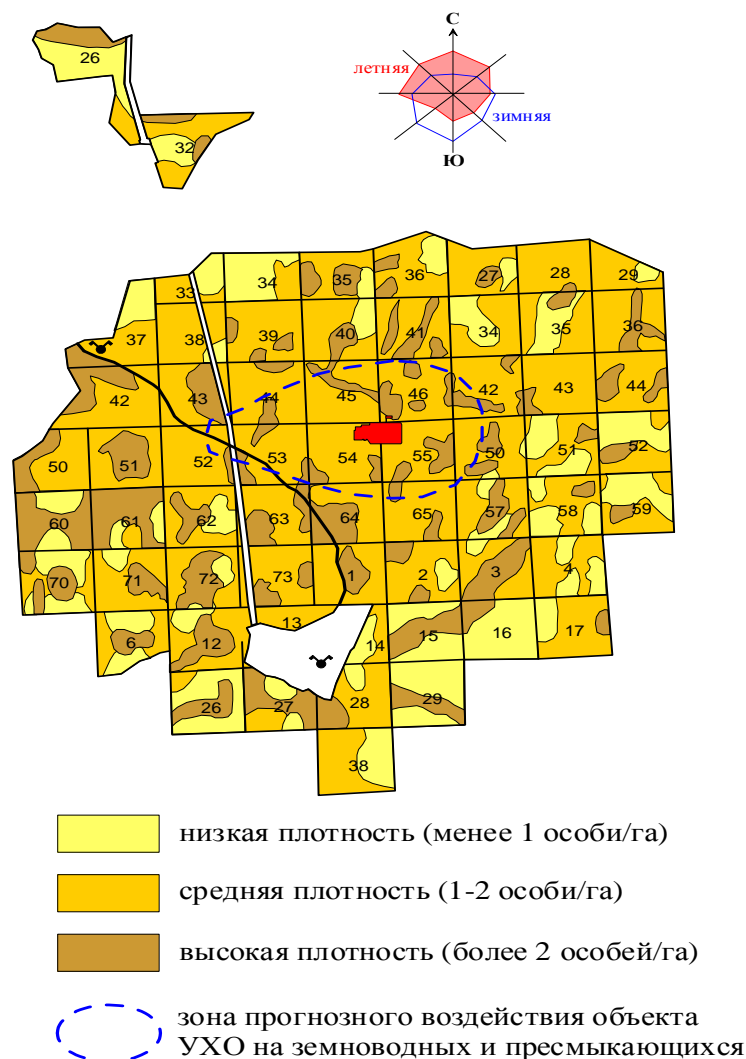 С
26
летняя
зимняя
32
Ю
33 34 35 36 27 28 29
37 38 39 40 41 34 35 36
42 43 44 45 46 42 43 44
50 51 52 53 54 55 50 51 52
60 61 62 63 64 65 57 58 59
70 71 72 73 1 2 3 4
6 12 13 14 15 16 17
26 27 28 29
38
низкая плотность (менее 1 особи/га)
средняя плотность (1-2 особи/га)
высокая плотность (более 2 особей/га)
зона прогнозного воздействия объекта
УХО на земноводных и пресмыкающихся